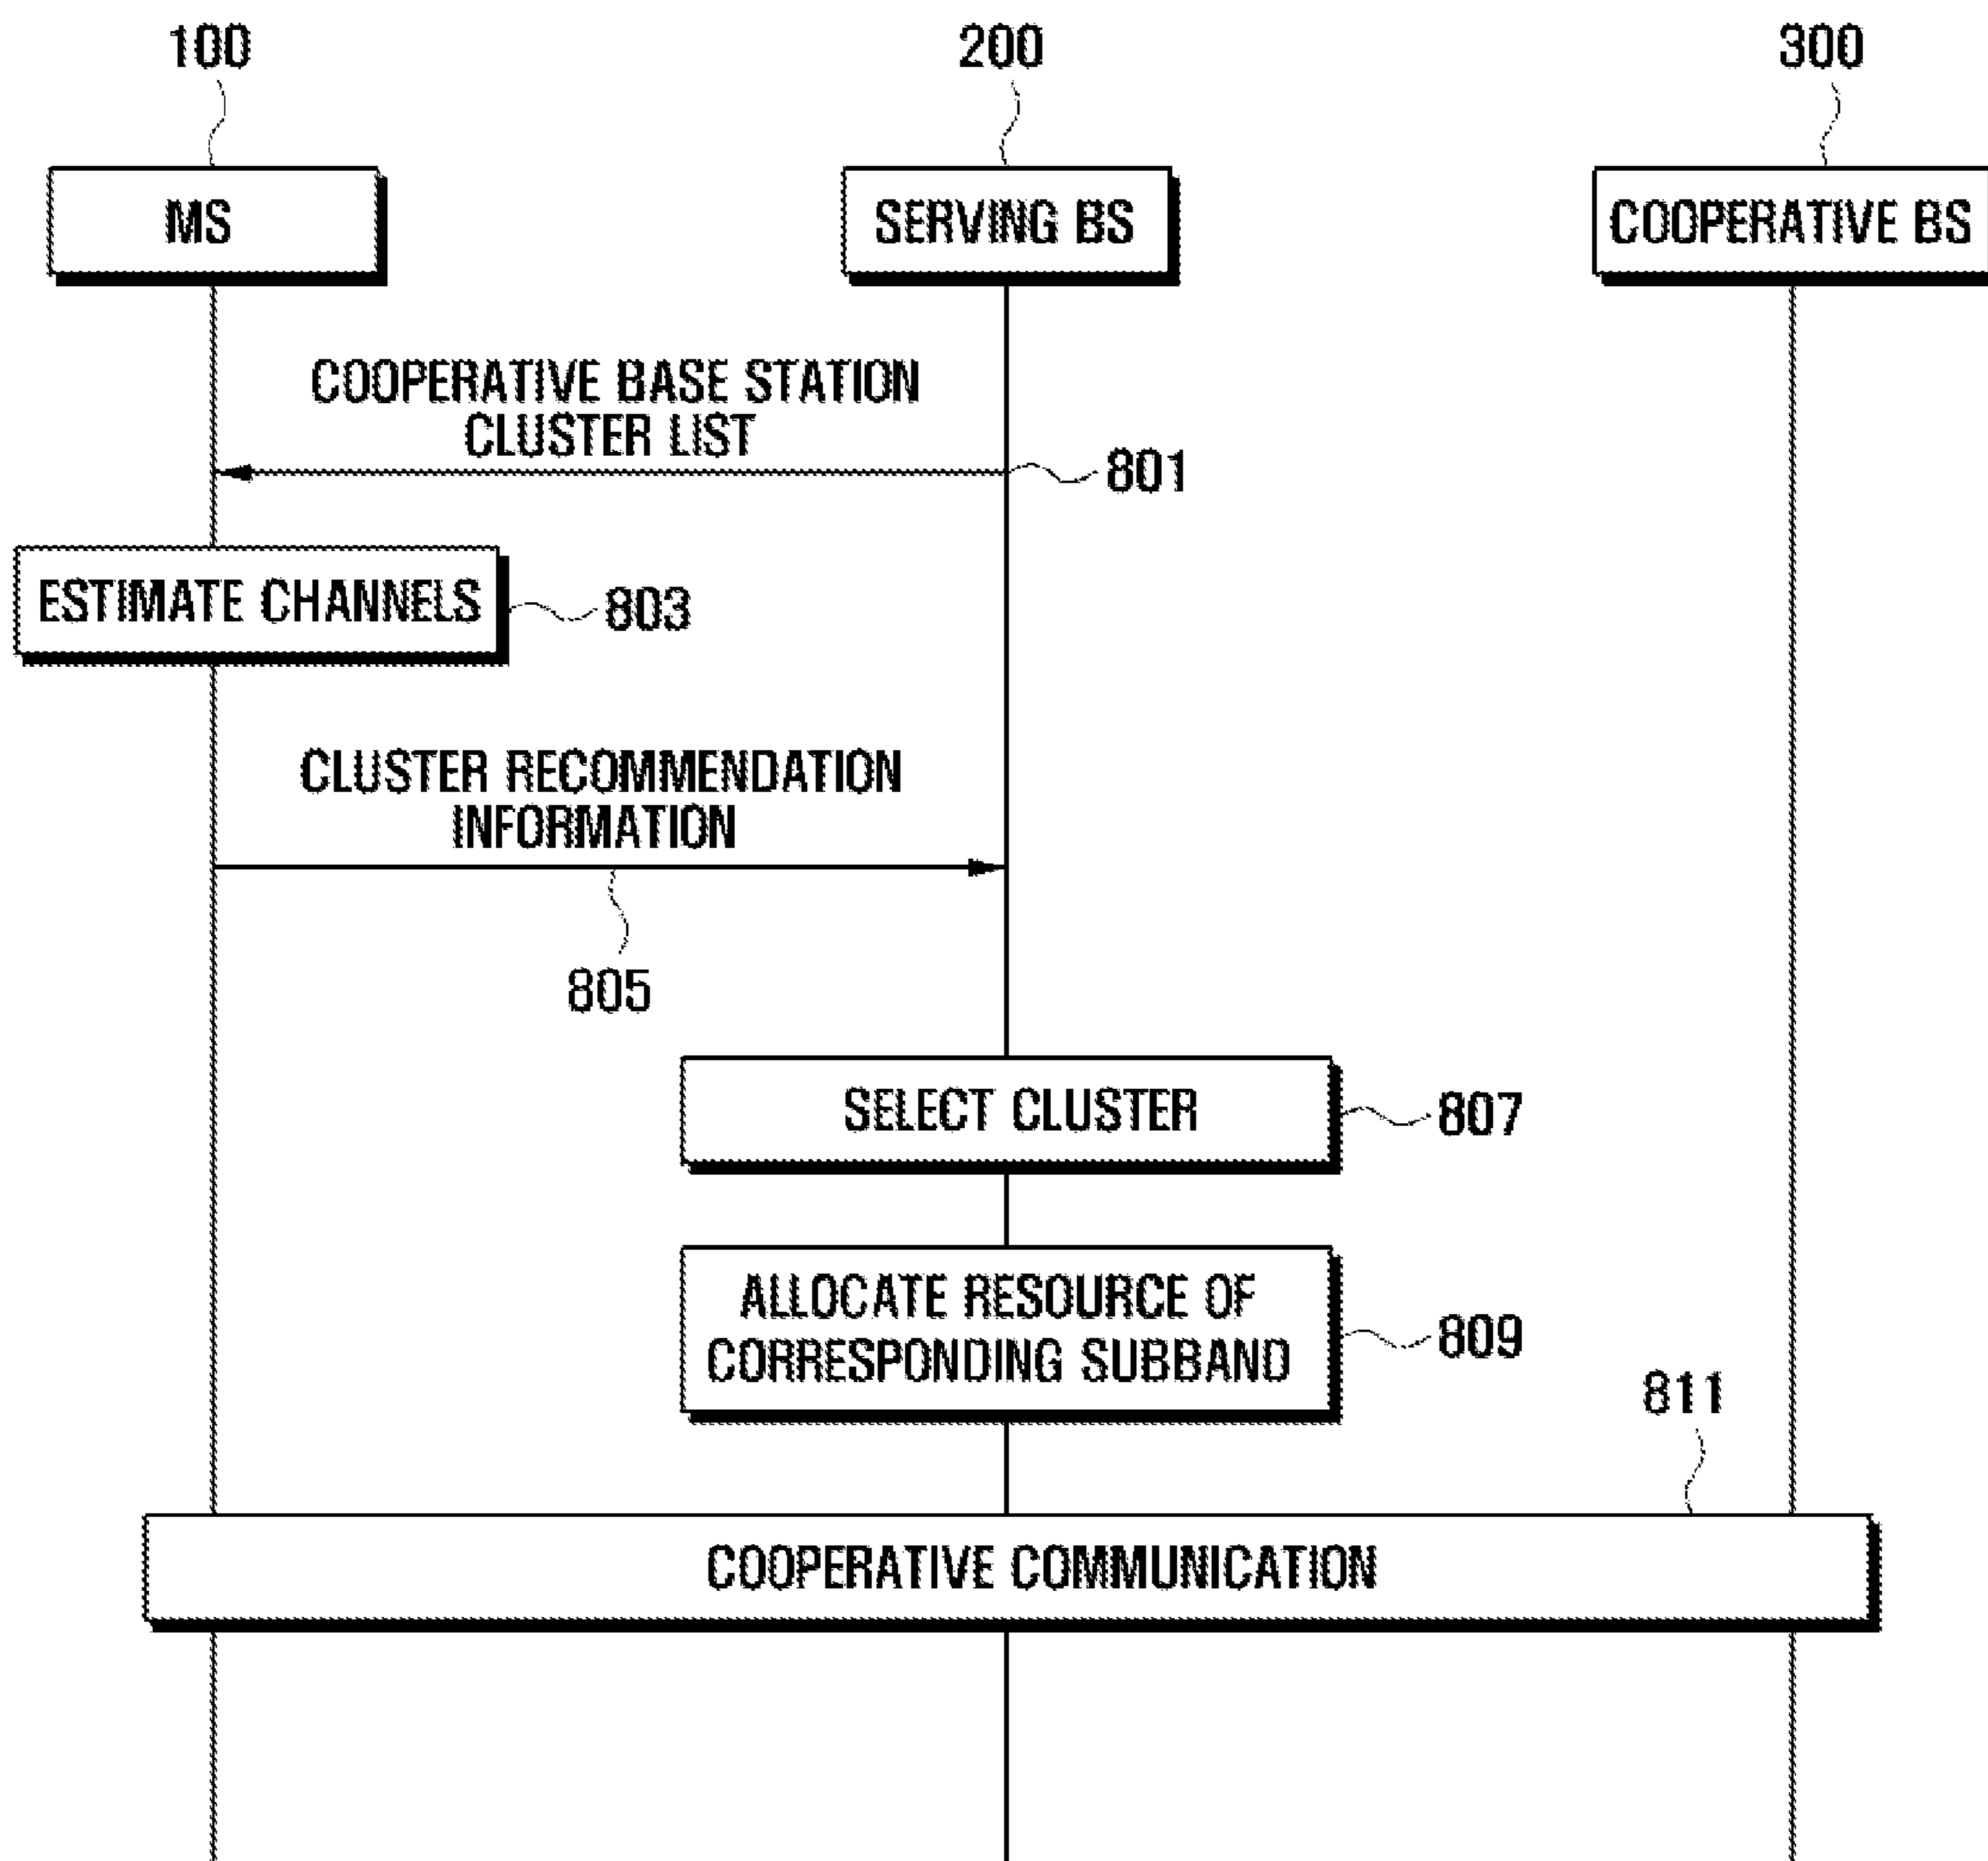 100
200
300
MS
SERVING BS
COOPERATIVE BS
COOPERATIVE BASE STATION
CLUSTER LIST
801
ESTIMATE CHANNELS
803
CLUSTER RECOMMENDATION
INFORMATION
805
SELECT CLUSTER
807
ALLOCATE RESOURCE OF
CORRESPONDING SUBBAND
809
811
COOPERATIVE COMMUNICATION